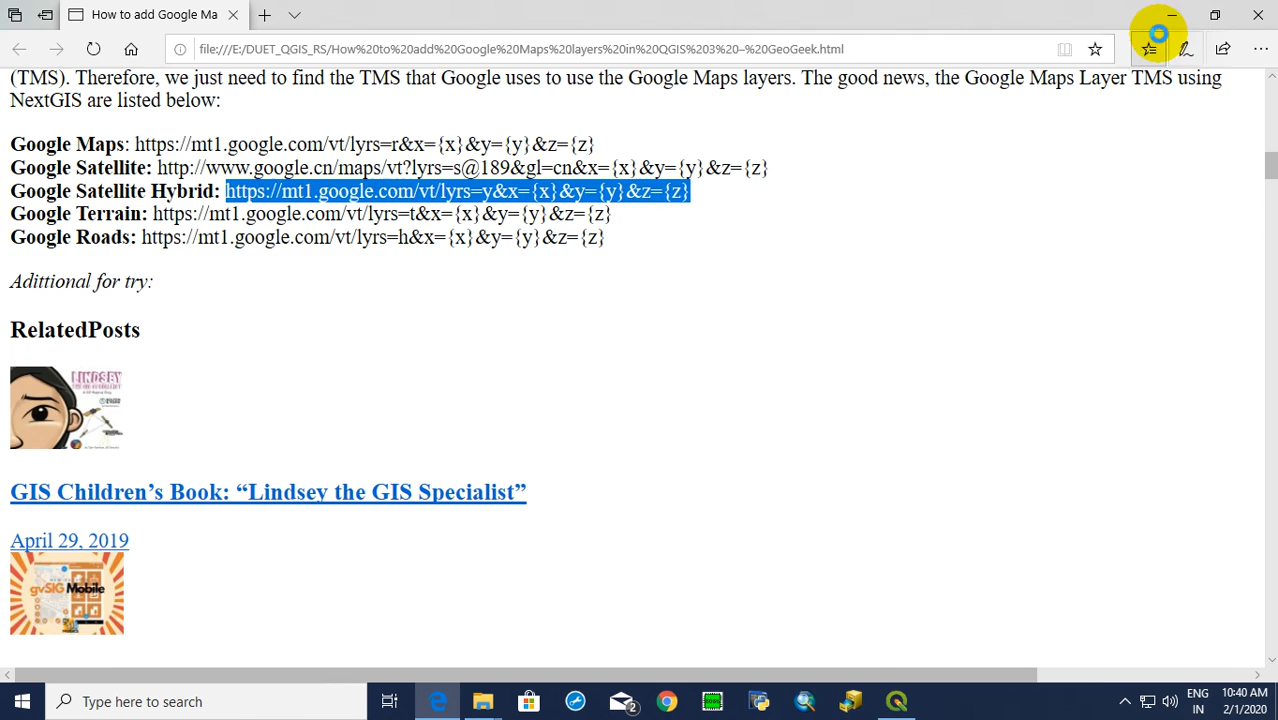 How to add Google Ma
file:///E:/DUET_QGIS_RS/How%20to%20add%20Google%20Maps%20layers%20in%20QGIS%203%20–%20GeoGeek.html
(TMS). Therefore, we just need to find the TMS that Google uses to use the Google Maps layers. The good news, the Google Maps Layer TMS using
NextGIS are listed below:
Google Maps: https://mt1.google.com/vt/lyrs=r&x={x}&y={y}&z={z}
Google Satellite: http://www.google.cn/maps/vt?lyrs=s@189&gl=cn&x={x}&y={y}&z={z}
Google Satellite Hybrid: https://mt1.google.com/vt/lyrs=y&x={x}&y={y}&z={z}
Google Terrain: https://mt1.google.com/vt/lyrs=t&x={x}&y={y}&z={z}
Google Roads: https://mt1.google.com/vt/lyrs=h&x={x}&y={y}&z={z}
Adittional for try:
RelatedPosts
LINDSEY
GIS Children’s Book: “Lindsey the GIS Specialist”
April 29, 2019
gvSIG Mobile
Type here to search
2
ENG
IN
10:40 AM
2/1/2020